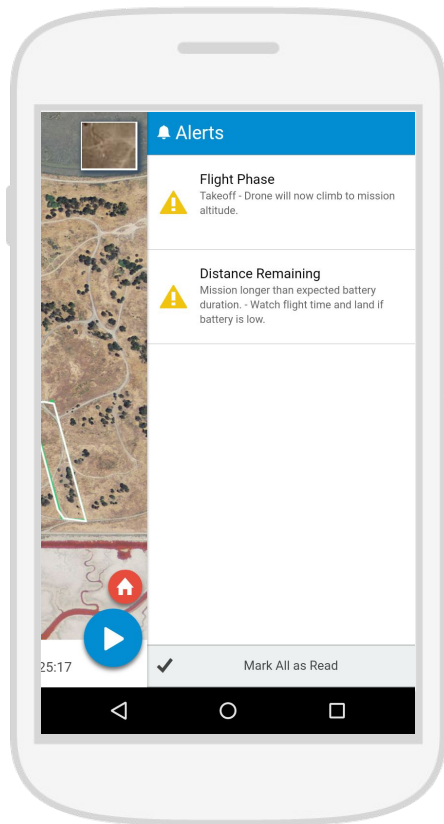 Alerts
Flight Phase
Takeoff - Drone will now climb to mission
altitude.
Distance Remaining
Mission longer than expected battery
duration. - Watch flight time and land if
battery is low.
25:17
Mark All as Read